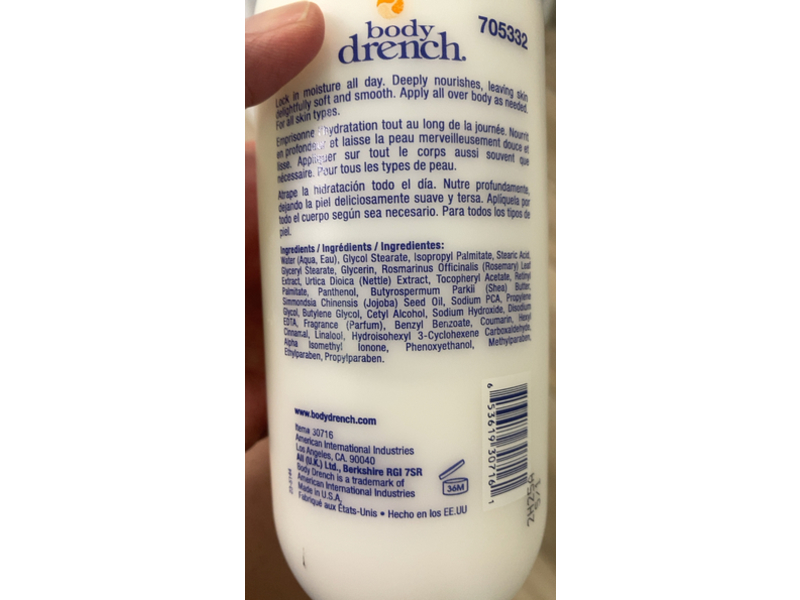 body
drench.
705332
Lock in moisture all day. Deeply nourishes, leaving skin
delightfully soft and smooth. Apply all over body as needed.
For all skin types.
Emprisonne l'hydratation tout au long de la journée. Nourrit
en profondeur et laisse la peau merveilleusement douce et
lisse. Appliquer sur tout le corps aussi souvent que
nécessaire. Pour tous les types de peau.
Atrape la hidratación todo el día. Nutre profundamente,
dejando la piel deliciosamente suave y tersa. Aplíquela por
todo el cuerpo según sea necesario. Para todos los tipos de
piel.
Ingredients / Ingrédients / Ingredientes:
Water (Aqua, Eau), Glycol Stearate, Isopropyl Palmitate, Stearic Acid,
Glyceryl Stearate, Glycerin, Rosmarinus Officinalis (Rosemary) Leaf
Extract, Urtica Dioica (Nettle) Extract, Tocopheryl Acetate, Retinyl
Palmitate, Panthenol, Butyrospermum Parkii (Shea) Butter,
Simmondsia Chinensis (Jojoba) Seed Oil, Sodium PCA, Propylene
Glycol, Butylene Glycol, Cetyl Alcohol, Sodium Hydroxide, Disodium
EDTA, Fragrance (Parfum), Benzyl Benzoate, Coumarin, Hexyl
Cinnamal, Linalool, Hydroisohexyl 3-Cyclohexene Carboxaldehyde,
Alpha Isomethyl Ionone, Phenoxyethanol, Methylparaben,
Ethylparaben, Propylparaben.
www.bodydrench.com
Item# 30716
American International Industries
Los Angeles, CA. 90040
AII (U.K.) Ltd., Berkshire RGI 7SR
Body Drench is a trademark of
American International Industries
Made in U.S.A.
Fabriqué aux États-Unis • Hecho en los EE.UU
36M
6 53619 30716 1